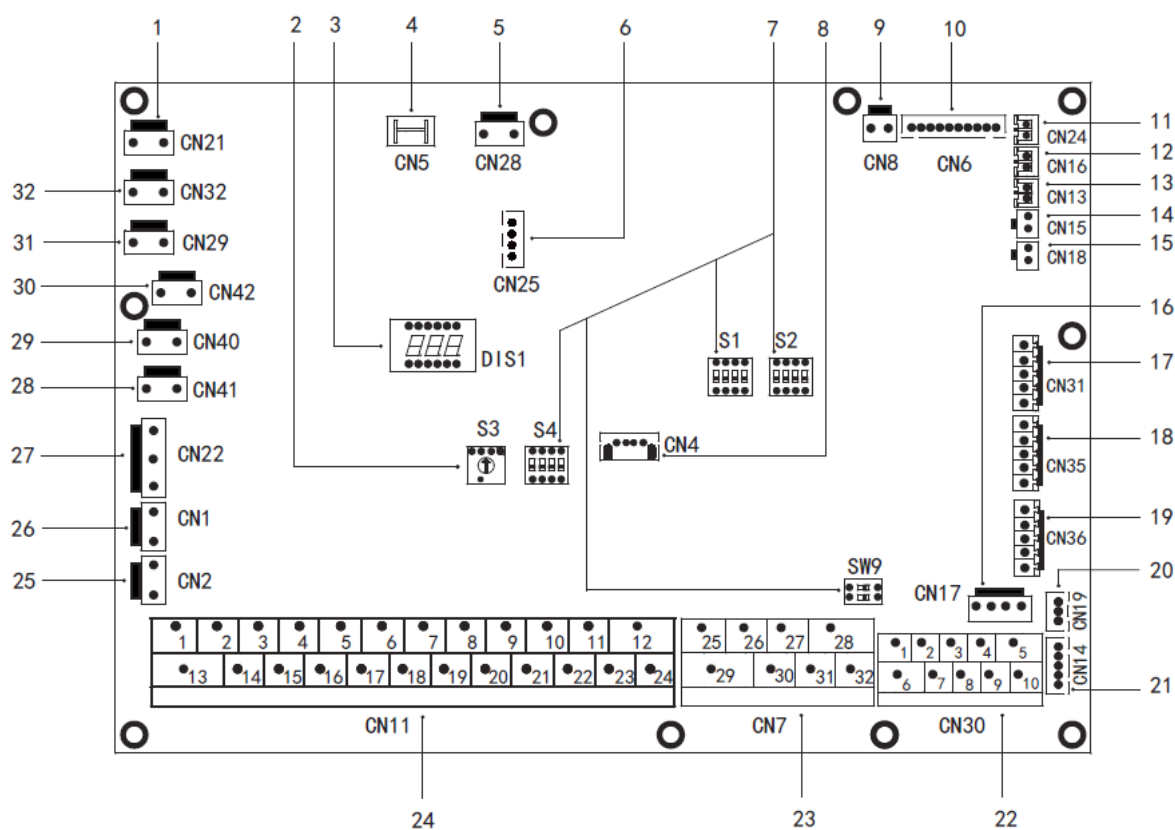 1 2 3 4 5 6 7 8 9 10
CN21 CN5 CN28 CN8 CN6 CN24 11
CN16 12
32 CN32 CN13 13
CN15 14
31 CN29 CN18 15
CN25
30 CN42 16
29 CN40 DIS1 S1 S2
28 CN41 CN31 17
S3 S4 CN4 18
27 CN22 CN35
26 CN1 CN36 19
25 CN2 SW9 CN17 20
CN19
1 2 3 4 5 6 7 8 9 10 11 12 25 26 27 28 1 2 3 4 5
13 14 15 16 17 18 19 20 21 22 23 24 29 30 31 32 6 7 8 9 10 CN14 21
CN11 CN7 CN30
24 23 22